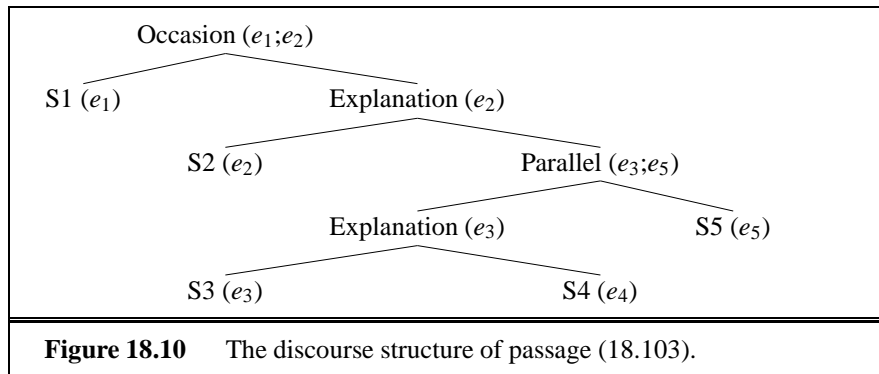 Occasion (e1;e2)
S1 (e1) Explanation (e2)
S2 (e2) Parallel (e3;e5)
Explanation (e3) S5 (e5)
S3 (e3) S4 (e4)
Figure 18.10 The discourse structure of passage (18.103).